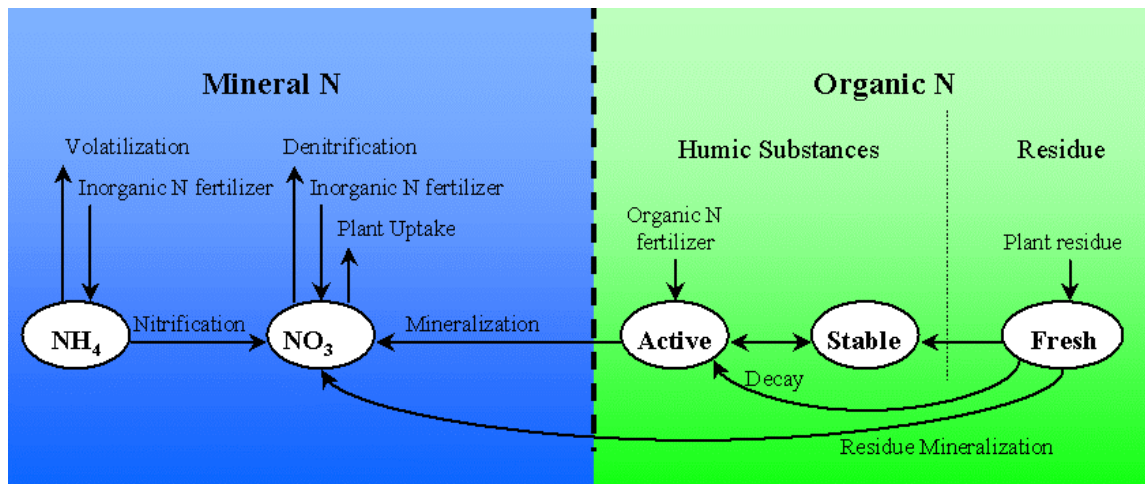 Mineral N
Organic N
Volatilization
Denitrification
Humic Substances
Residue
Inorganic N fertilizer
Inorganic N fertilizer
Plant Uptake
Organic N
fertilizer
Plant residue
NH₄
Nitrification
NO₃
Mineralization
Active
Stable
Fresh
Decay
Residue Mineralization